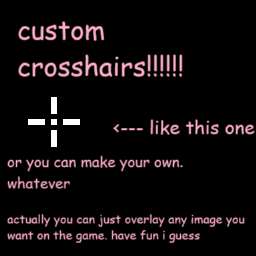 custom
crosshairs!!!!!!
<--- like this one
or you can make your own.
whatever
actually you can just overlay any image you
want on the game. have fun i guess